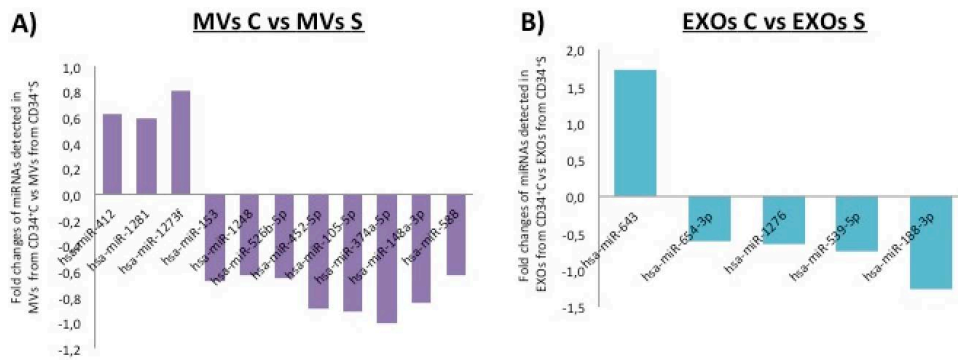 A)
MVs C vs MVs S
Fold changes of miRNAs detected in
MVs from CD34⁺C vs MVs from CD34⁺S
1,0
0,8
0,6
0,4
0,2
0,0
-0,2
-0,4
-0,6
-0,8
-1,0
-1,2
hsa-miR-412
hsa-miR-1281
hsa-miR-1273f
hsa-miR-153
hsa-miR-1248
hsa-miR-526b-5p
hsa-miR-452-5p
hsa-miR-105-5p
hsa-miR-374a-5p
hsa-miR-148a-3p
hsa-miR-588
B)
EXOs C vs EXOs S
Fold changes of miRNAs detected in
EXOs from CD34⁺C vs EXOs from CD34⁺S
2,0
1,5
1,0
0,5
0,0
-0,5
-1,0
-1,5
hsa-miR-643
hsa-miR-654-3p
hsa-miR-1276
hsa-miR-539-5p
hsa-miR-188-3p